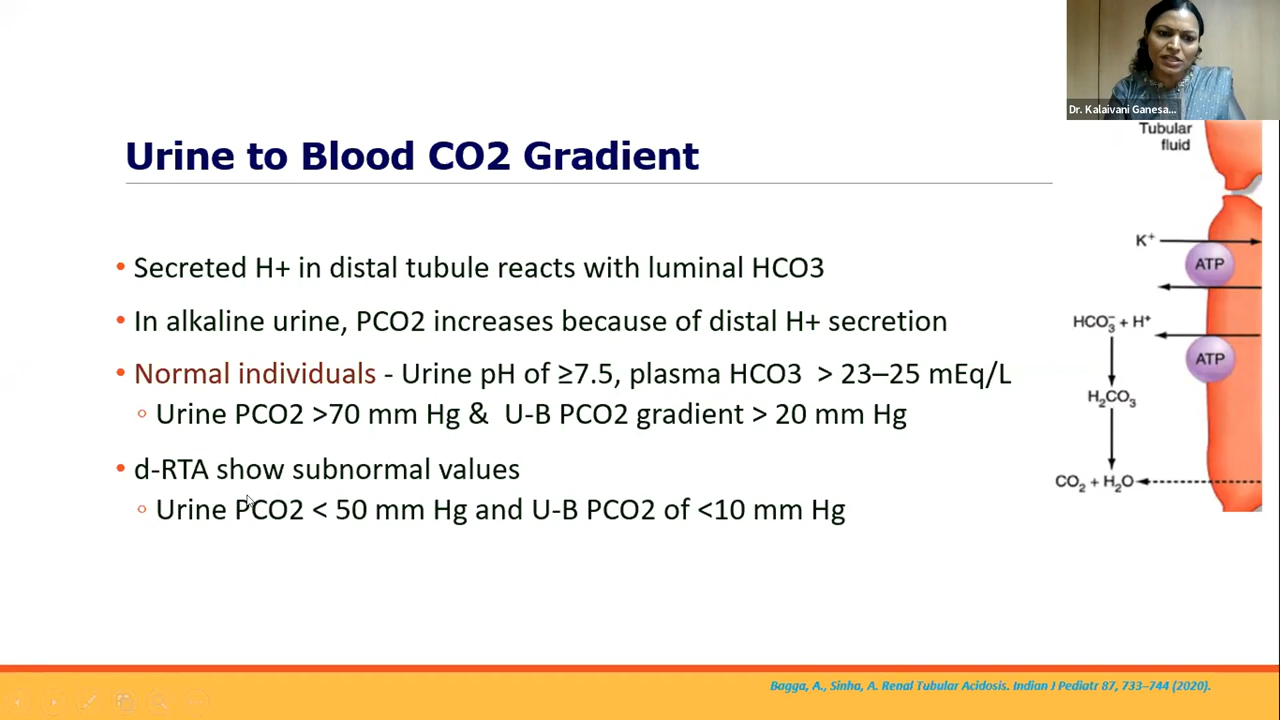 Dr. Kalaivani Ganesa...
Urine to Blood CO2 Gradient
• Secreted H+ in distal tubule reacts with luminal HCO3
• In alkaline urine, PCO2 increases because of distal H+ secretion
• Normal individuals - Urine pH of ≥7.5, plasma HCO3 > 23–25 mEq/L
◦ Urine PCO2 >70 mm Hg & U-B PCO2 gradient > 20 mm Hg
• d-RTA show subnormal values
◦ Urine PCO2 < 50 mm Hg and U-B PCO2 of <10 mm Hg
Tubular
fluid
K⁺
ATP
HCO₃⁻ + H⁺
ATP
H₂CO₃
CO₂ + H₂O
Bagga, A., Sinha, A. Renal Tubular Acidosis. Indian J Pediatr 87, 733–744 (2020).